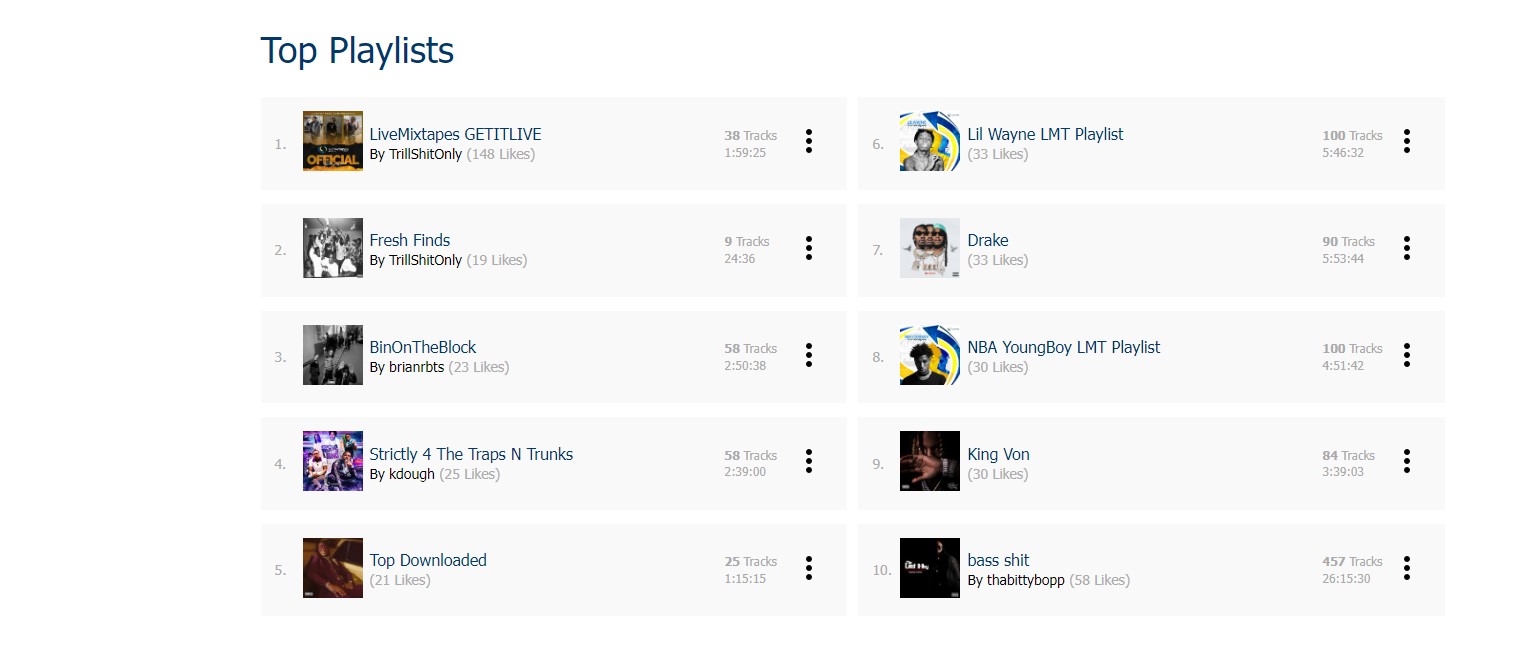 Top Playlists
1.
OFFICIAL
LiveMixtapes GETITLIVE
By TrillShitOnly (148 Likes)
38 Tracks
1:59:25
2.
Fresh Finds
By TrillShitOnly (19 Likes)
9 Tracks
24:36
3.
BinOnTheBlock
By brianrbts (23 Likes)
58 Tracks
2:50:38
4.
Strictly 4 The Traps N Trunks
By kdough (25 Likes)
58 Tracks
2:39:00
5.
Top Downloaded
(21 Likes)
25 Tracks
1:15:15
6.
Lil Wayne LMT Playlist
(33 Likes)
100 Tracks
5:46:32
7.
Drake
(33 Likes)
90 Tracks
5:53:44
8.
NBA YoungBoy LMT Playlist
(30 Likes)
100 Tracks
4:51:42
9.
King Von
(30 Likes)
84 Tracks
3:39:03
10.
bass shit
By thabittybopp (58 Likes)
457 Tracks
26:15:30